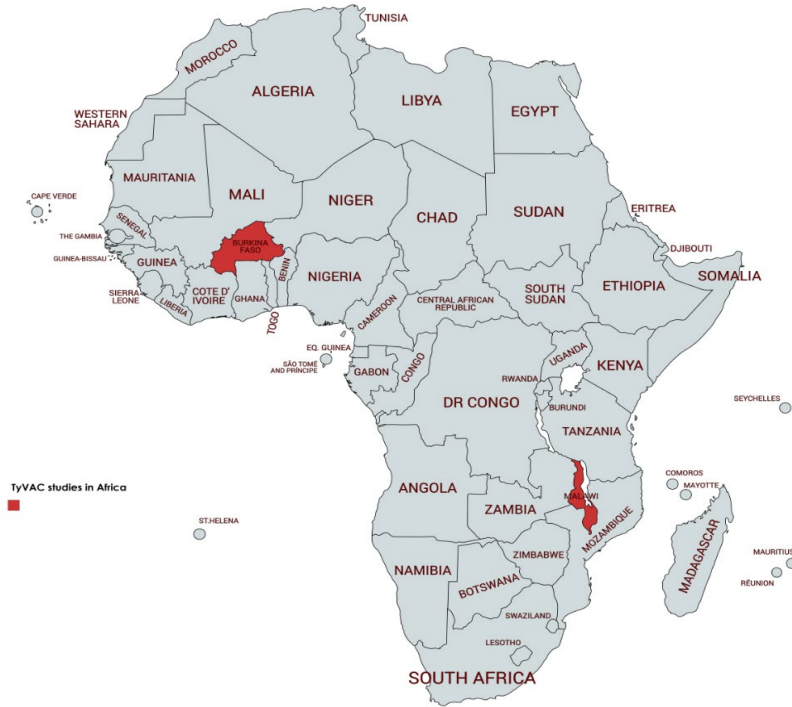 TUNISIA
MOROCCO
ALGERIA
LIBYA
EGYPT
WESTERN
SAHARA
MAURITANIA
MALI
NIGER
CHAD
SUDAN
ERITREA
CAPE VERDE
SENEGAL
THE GAMBIA
GUINEA-BISSAU
GUINEA
SIERRA
LEONE
LIBERIA
COTE D'
IVOIRE
BURKINA
FASO
GHANA
TOGO
BENIN
NIGERIA
CAMEROON
CENTRAL AFRICAN
REPUBLIC
SOUTH
SUDAN
ETHIOPIA
DJIBOUTI
SOMALIA
EQ. GUINEA
SÃO TOMÉ
AND PRÍNCIPE
GABON
CONGO
DR CONGO
UGANDA
RWANDA
BURUNDI
KENYA
TANZANIA
SEYCHELLES
TyVAC studies in Africa
ST.HELENA
ANGOLA
ZAMBIA
MALAWI
MOZAMBIQUE
COMOROS
MAYOTTE
MADAGASCAR
MAURITIUS
RÉUNION
NAMIBIA
BOTSWANA
ZIMBABWE
SWAZILAND
LESOTHO
SOUTH AFRICA